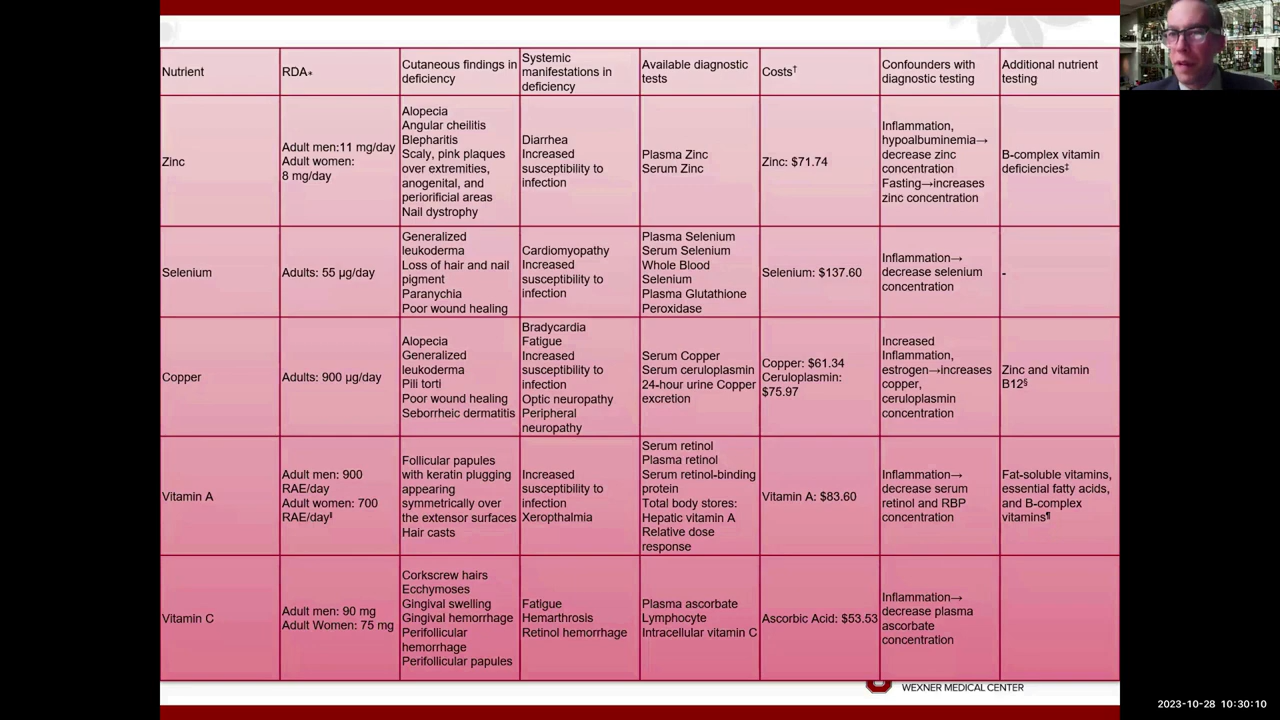 Nutrient
RDA*
Cutaneous findings in
deficiency
Systemic
manifestations in
deficiency
Available diagnostic
tests
Costs†
Confounders with
diagnostic testing
Additional nutrient
testing
Zinc
Adult men:11 mg/day
Adult women:
8 mg/day
Alopecia
Angular cheilitis
Blepharitis
Scaly, pink plaques
over extremities,
anogenital, and
periorificial areas
Nail dystrophy
Diarrhea
Increased
susceptibility to
infection
Plasma Zinc
Serum Zinc
Zinc: $71.74
Inflammation,
hypoalbuminemia→
decrease zinc
concentration
Fasting→increases
zinc concentration
B-complex vitamin
deficiencies‡
Selenium
Adults: 55 µg/day
Generalized
leukoderma
Loss of hair and nail
pigment
Paranychia
Poor wound healing
Cardiomyopathy
Increased
susceptibility to
infection
Plasma Selenium
Serum Selenium
Whole Blood
Selenium
Plasma Glutathione
Peroxidase
Selenium: $137.60
Inflammation→
decrease selenium
concentration
-
Copper
Adults: 900 µg/day
Alopecia
Generalized
leukoderma
Pili torti
Poor wound healing
Seborrheic dermatitis
Bradycardia
Fatigue
Increased
susceptibility to
infection
Optic neuropathy
Peripheral
neuropathy
Serum Copper
Serum ceruloplasmin
24-hour urine Copper
excretion
Copper: $61.34
Ceruloplasmin:
$75.97
Increased
Inflammation,
estrogen→increases
copper,
ceruloplasmin
concentration
Zinc and vitamin
B12§
Vitamin A
Adult men: 900
RAE/day
Adult women: 700
RAE/day‖
Follicular papules
with keratin plugging
appearing
symmetrically over
the extensor surfaces
Hair casts
Increased
susceptibility to
infection
Xeropthalmia
Serum retinol
Plasma retinol
Serum retinol-binding
protein
Total body stores:
Hepatic vitamin A
Relative dose
response
Vitamin A: $83.60
Inflammation→
decrease serum
retinol and RBP
concentration
Fat-soluble vitamins,
essential fatty acids,
and B-complex
vitamins¶
Vitamin C
Adult men: 90 mg
Adult Women: 75 mg
Corkscrew hairs
Ecchymoses
Gingival swelling
Gingival hemorrhage
Perifollicular
hemorrhage
Perifollicular papules
Fatigue
Hemarthrosis
Retinol hemorrhage
Plasma ascorbate
Lymphocyte
Intracellular vitamin C
Ascorbic Acid: $53.53
Inflammation→
decrease plasma
ascorbate
concentration
WEXNER MEDICAL CENTER
2023-10-28 10:30:10